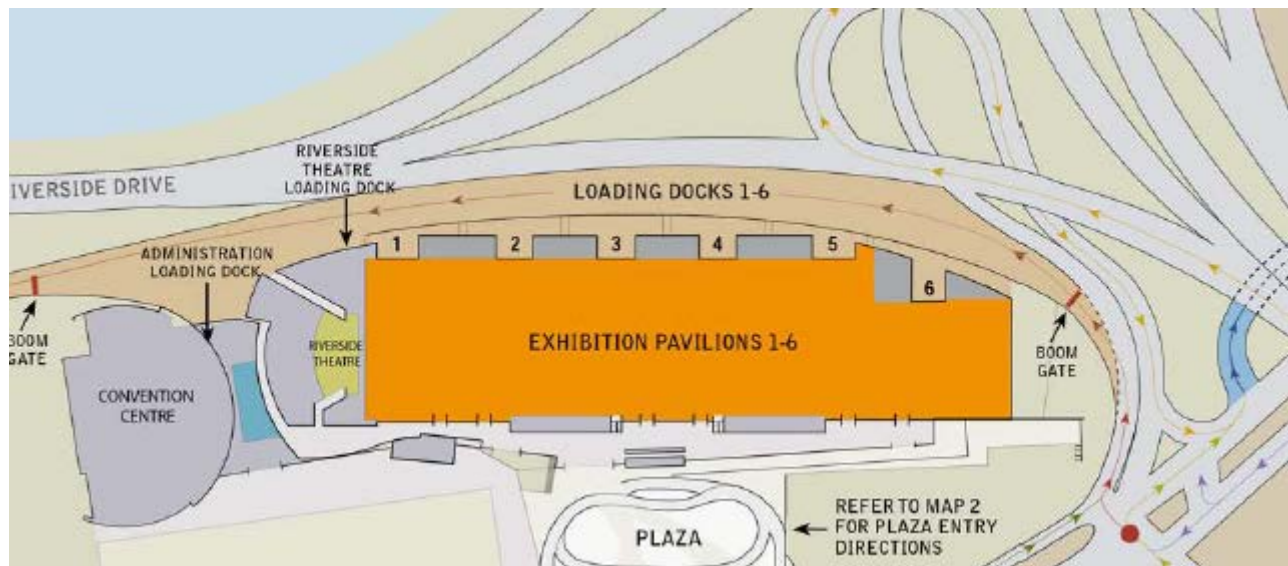 RIVERSIDE
THEATRE
LOADING DOCK
IVERSIDE DRIVE
LOADING DOCKS 1-6
ADMINISTRATION
LOADING DOCK
1
2
3
4
5
6
BOOM
GATE
RIVERSIDE
THEATRE
EXHIBITION PAVILIONS 1-6
BOOM
GATE
CONVENTION
CENTRE
REFER TO MAP 2
FOR PLAZA ENTRY
DIRECTIONS
PLAZA